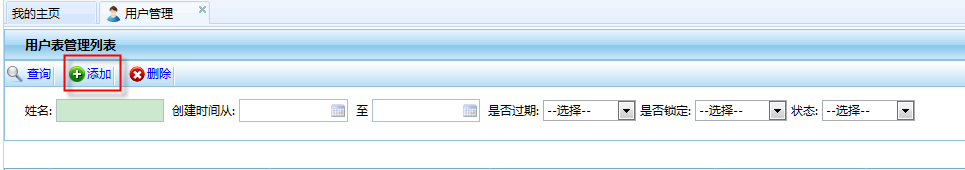 我的主页 用户管理
用户表管理列表
查询 添加 删除
姓名: 创建时间从: 至 是否过期: --选择-- 是否锁定: --选择-- 状态: --选择--